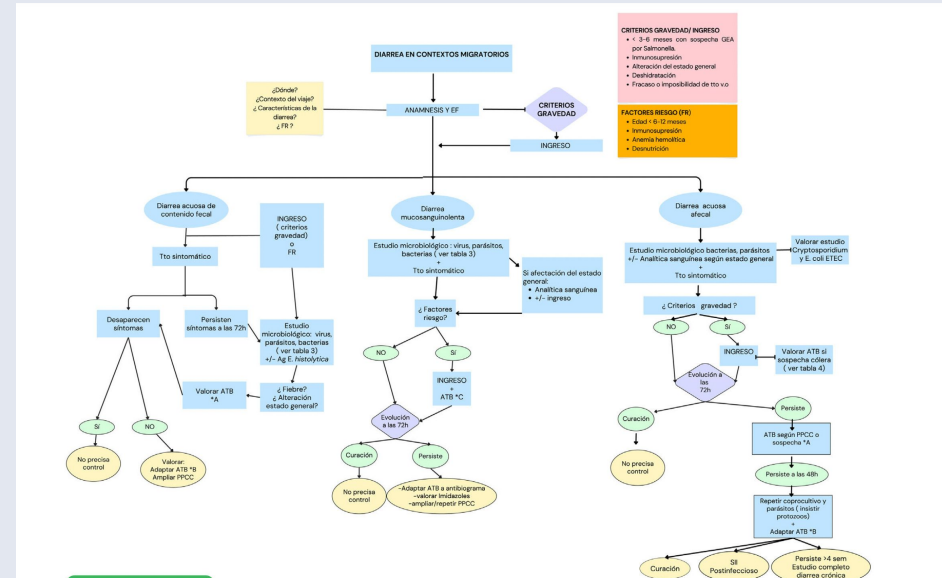 DIARREA EN CONTEXTOS MIGRATORIOS
CRITERIOS GRAVEDAD/ INGRESO
< 3-6 meses con sospecha GEA
por Salmonella.
Inmunosupresión
Alteración del estado general
Deshidratación
Fracaso o imposibilidad de tto v.o
¿Dónde?
¿Contexto del viaje?
¿ Características de la
diarrea?
¿ FR ?
ANAMNESIS Y EF
CRITERIOS
GRAVEDAD
INGRESO
FACTORES RIESGO (FR)
Edad < 6-12 meses
Inmunosupresión
Anemia hemolítica
Desnutrición
Diarrea acuosa de
contenido fecal
Tto sintomático
INGRESO
( criterios
gravedad)
o
FR
Desaparecen
síntomas
Persisten
síntomas a las 72h
Estudio
microbiológico: virus,
parásitos, bacterias
( ver tabla 3)
+/- Ag E. histolytica
¿ Fiebre?
¿ Alteración
estado general?
Valorar ATB
*A
Sí
NO
No precisa
control
Valorar:
Adaptar ATB *B
Ampliar PPCC
Diarrea
mucosanguinolenta
Estudio microbiológico : virus, parásitos,
bacterias ( ver tabla 3)
+
Tto sintomático
Si afectación del estado
general:
Analítica sanguínea
+/- ingreso
¿ Factores
riesgo?
NO
Sí
INGRESO
+
ATB *C
Evolución
a las 72h
Curación
Persiste
No precisa
control
-Adaptar ATB a antibiograma
-valorar Imidazoles
-ampliar/repetir PPCC
Diarrea acuosa
afecal
Estudio microbiológico bacterias, parásitos
+/- Analítica sanguínea según estado general
+
Tto sintomático
Valorar estudio
Cryptosporidium
y E. coli ETEC
¿ Criterios gravedad ?
NO
Sí
INGRESO
Valorar ATB si
sospecha cólera
( ver tabla 4)
Evolución a
las
72h
Curación
Persiste
No precisa
control
ATB según PPCC o
sospecha *A
Persiste a las 48h
Repetir coprocultivo y
parásitos ( insistir
protozoos)
+
Adaptar ATB *B
Curación
SII
Postinfeccioso
Persiste >4 sem
Estudio completo
diarrea crónica